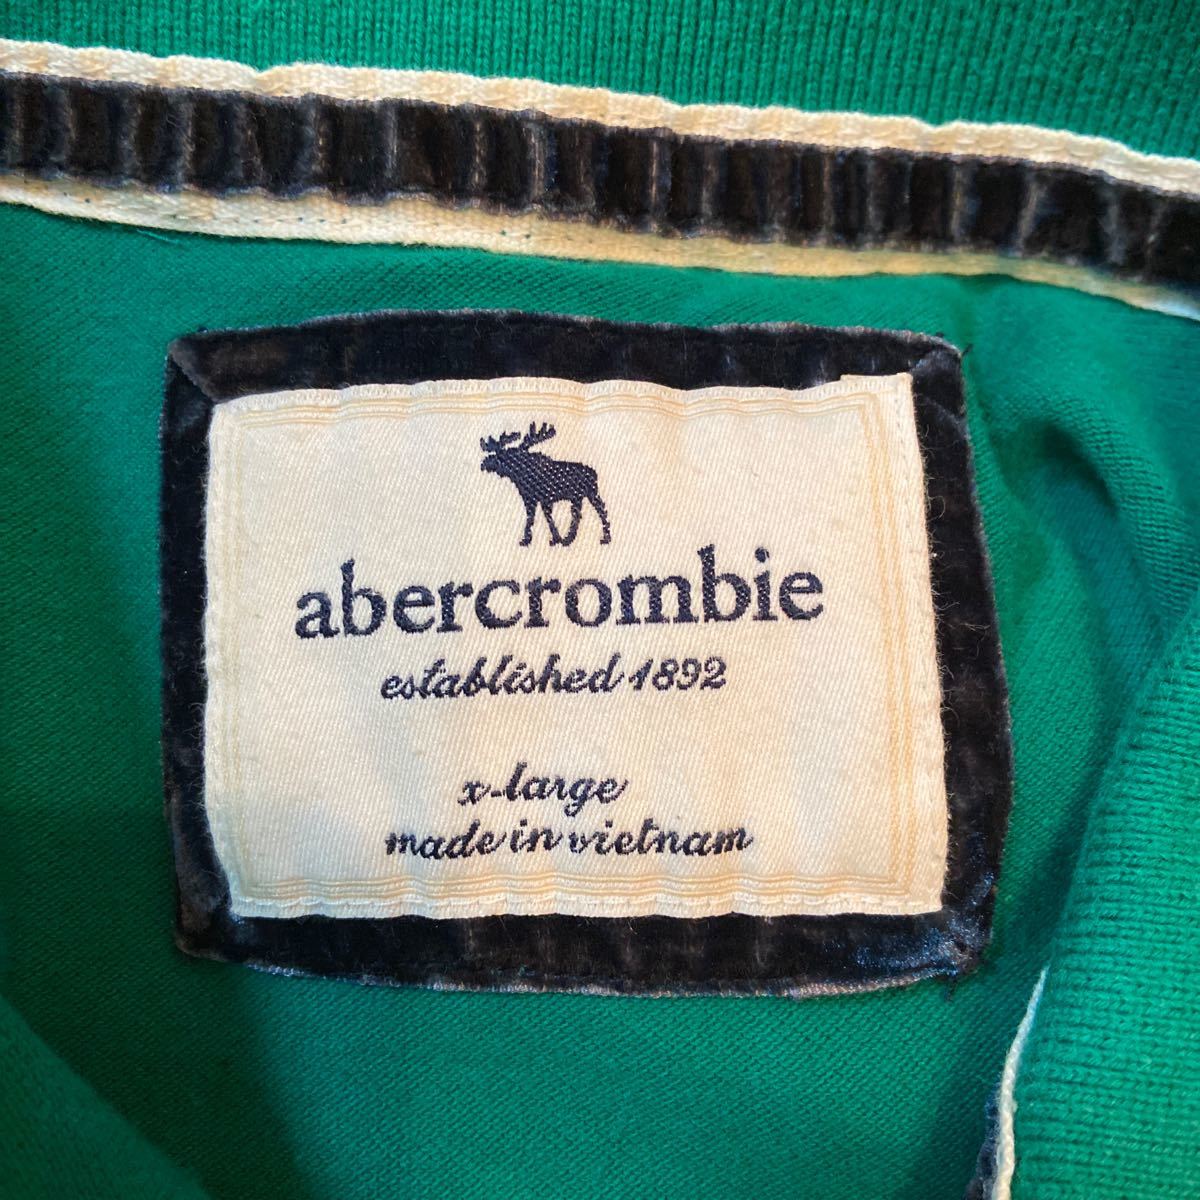 abercrombie
established 1892
x-large
made in vietnam